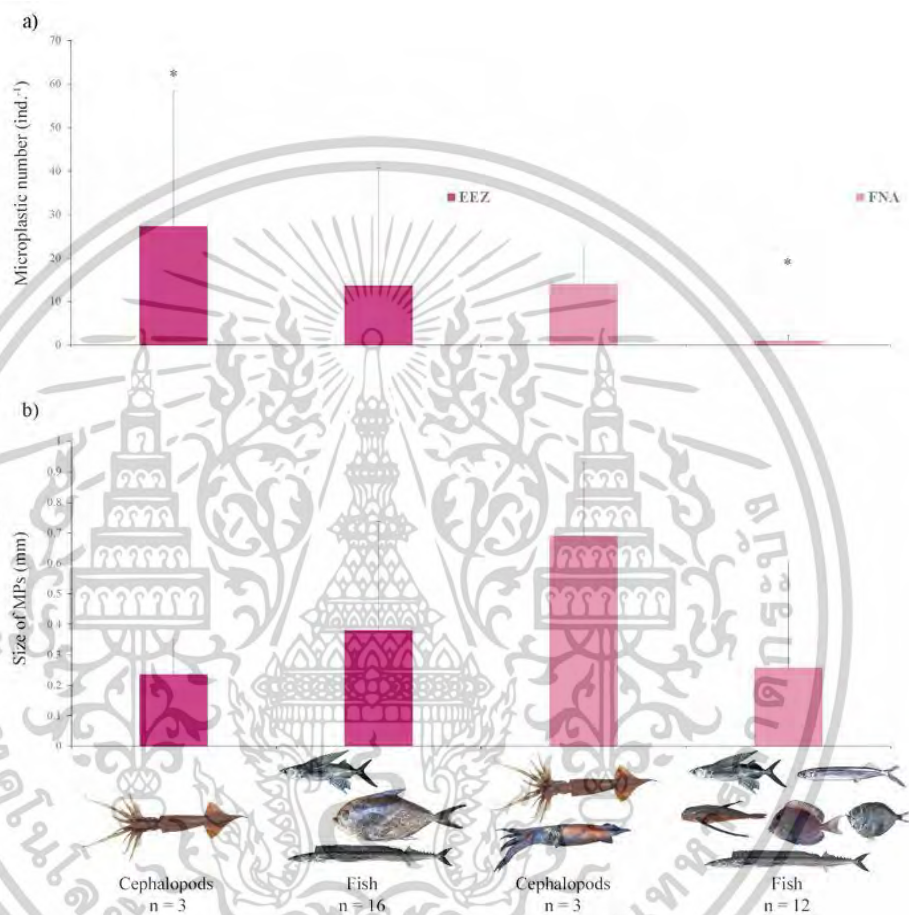 a)
Microplastic number (ind.⁻¹)
70
60
50
40
30
20
10
0
*
EEZ
FNA
*
b)
Size of MPs (mm)
1
0.9
0.8
0.7
0.6
0.5
0.4
0.3
0.2
0.1
0
Cephalopods
n = 3
Fish
n = 16
Cephalopods
n = 3
Fish
n = 12